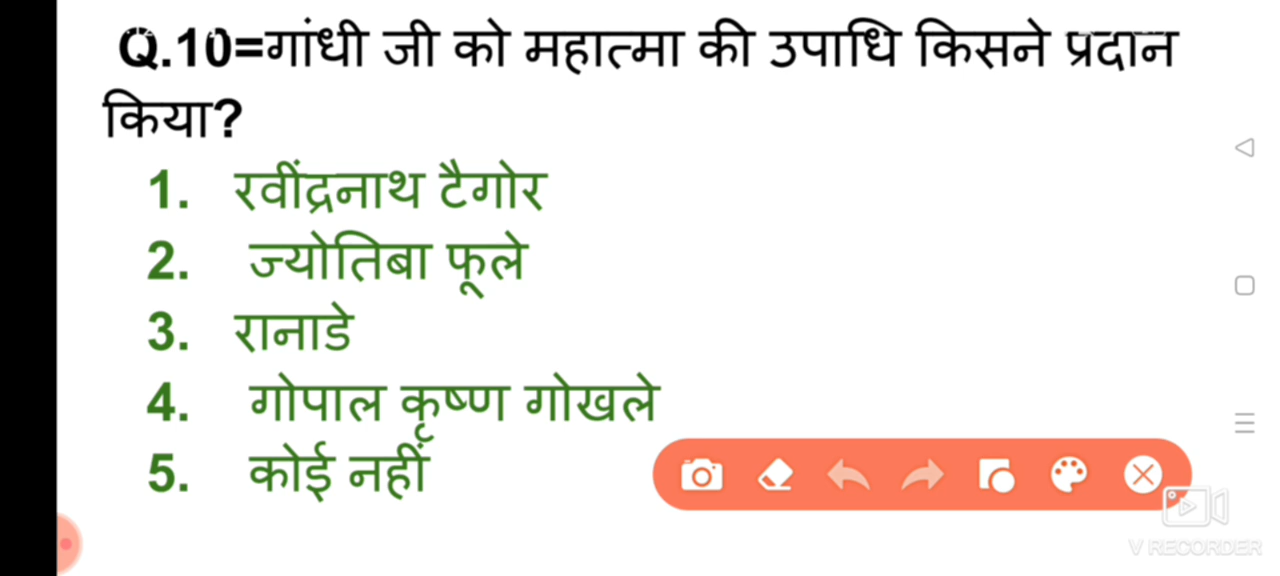 Q.10=गांधी जी को महात्मा की उपाधि किसने प्रदान
किया?
1. रवींद्रनाथ टैगोर
2. ज्योतिबा फूले
3. रानाडे
4. गोपाल कृष्ण गोखले
5. कोई नहीं
V RECORDER